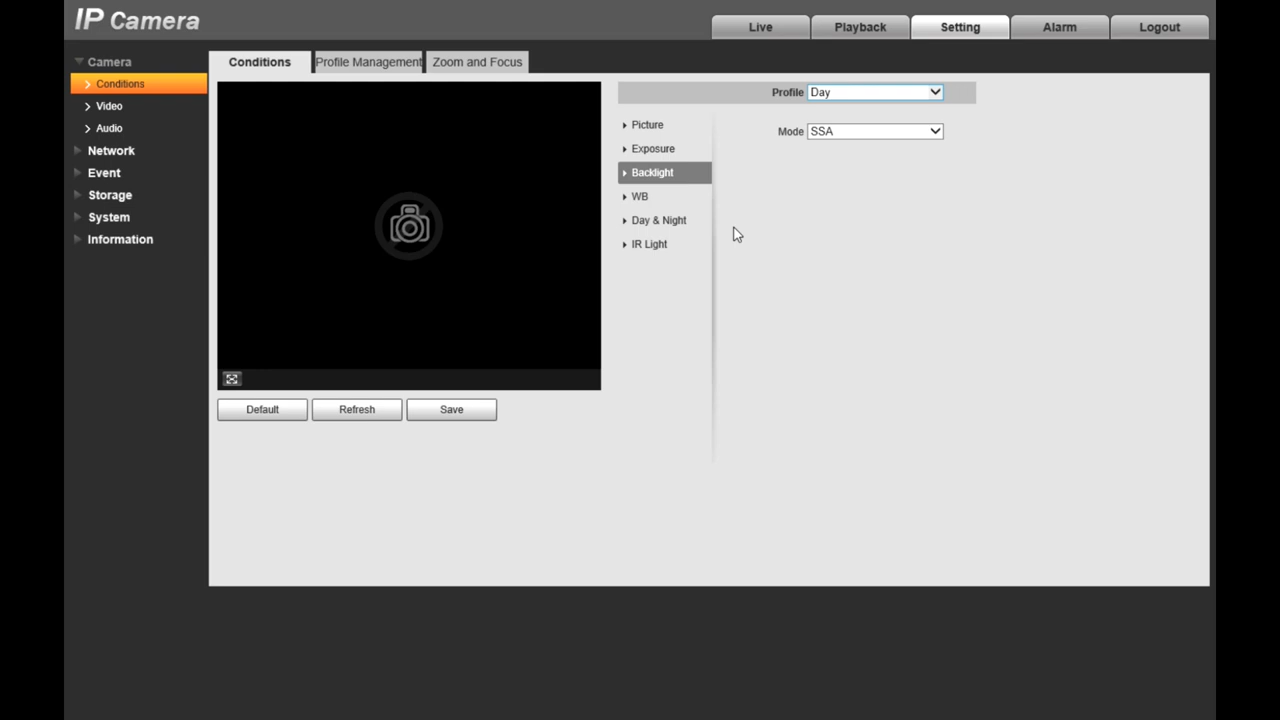 IP Camera
Live
Playback
Setting
Alarm
Logout
Camera
Conditions
Video
Audio
Network
Event
Storage
System
Information
Conditions
Profile Management
Zoom and Focus
Default
Refresh
Save
Profile Day
Picture
Exposure
Backlight
WB
Day & Night
IR Light
Mode SSA